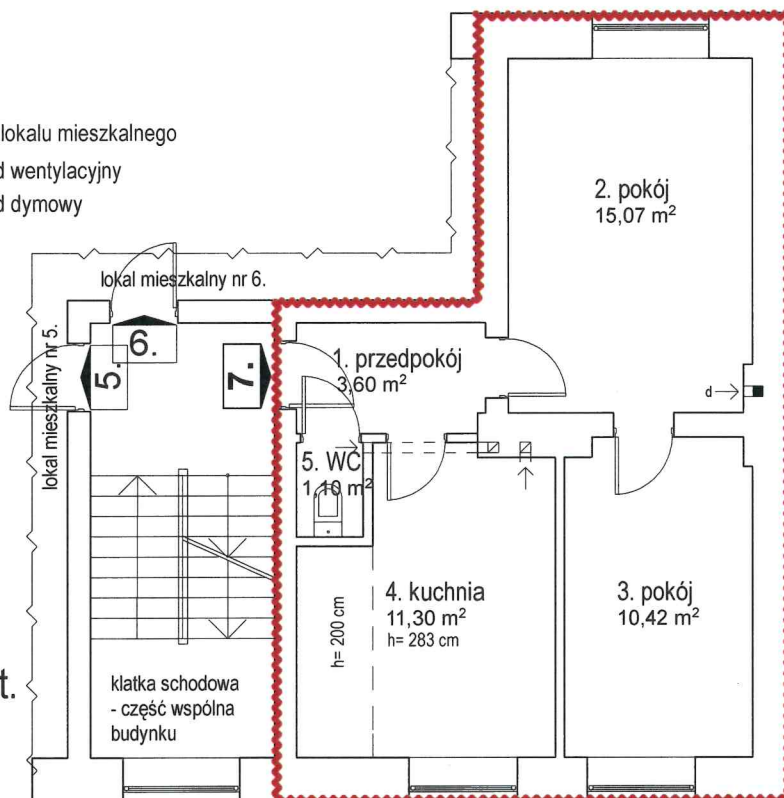 lokalu mieszkalnego
wentylacyjny
dymowy
2. pokój
15,07 m²
lokal mieszkalny nr 6.
lokal mieszkalny nr 5.
6.
5.
7.
1. przedpokój
3,60 m²
d
5. WC
1,10 m²
4. kuchnia
11,30 m²
h= 283 cm
h= 200 cm
3. pokój
10,42 m²
klatka schodowa
- część wspólna
budynku
t.